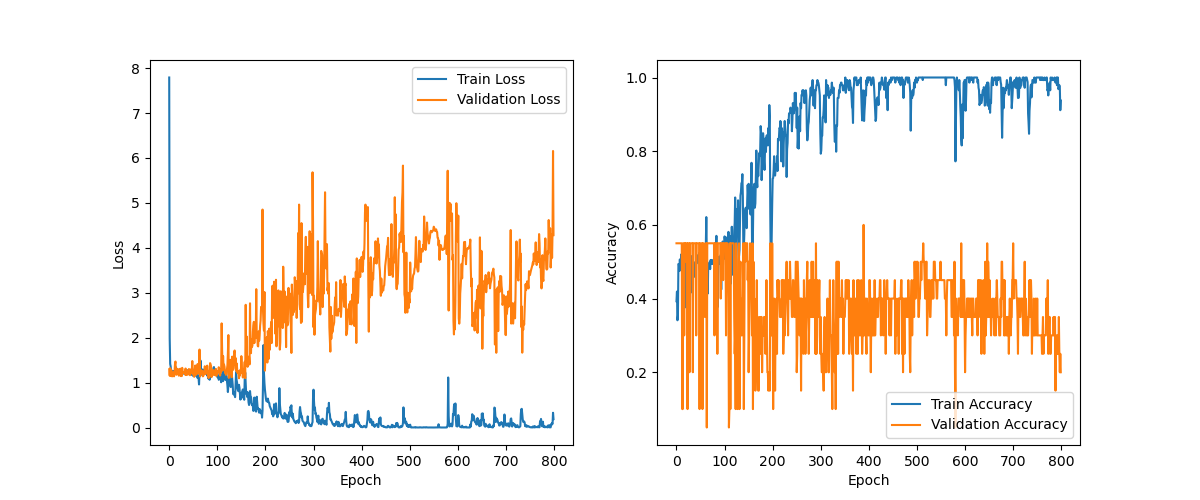 8
7
6
5
4
3
2
1
0
Loss
0 100 200 300 400 500 600 700 800
Epoch
Train Loss
Validation Loss
1.0
0.8
0.6
0.4
0.2
Accuracy
0 100 200 300 400 500 600 700 800
Epoch
Train Accuracy
Validation Accuracy